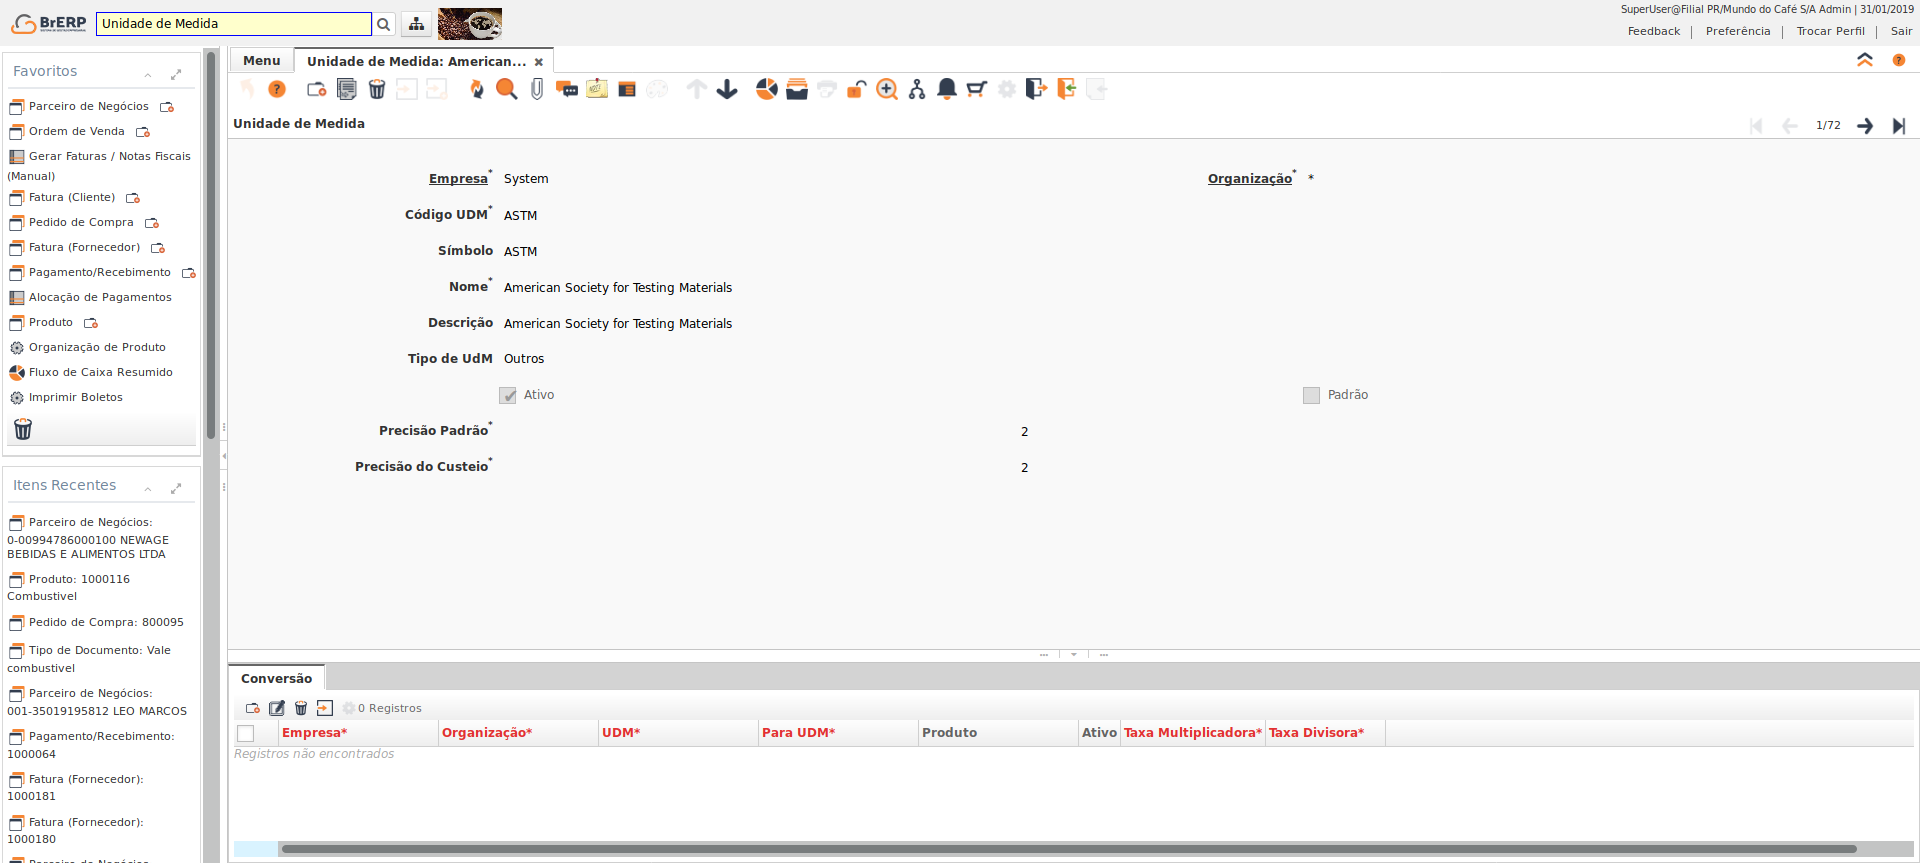 BrERP
Unidade de Medida
SuperUser@Filial PR/Mundo do Café S/A Admin | 31/01/2019
Feedback | Preferência | Trocar Perfil | Sair
Favoritos
Parceiro de Negócios
Ordem de Venda
Gerar Faturas / Notas Fiscais
(Manual)
Fatura (Cliente)
Pedido de Compra
Fatura (Fornecedor)
Pagamento/Recebimento
Alocação de Pagamentos
Produto
Organização de Produto
Fluxo de Caixa Resumido
Imprimir Boletos
Itens Recentes
Parceiro de Negócios:
0-00994786000100 NEWAGE
BEBIDAS E ALIMENTOS LTDA
Produto: 1000116
Combustivel
Pedido de Compra: 800095
Tipo de Documento: Vale
combustivel
Parceiro de Negócios:
001-35019195812 LEO MARCOS
Pagamento/Recebimento:
1000064
Fatura (Fornecedor):
1000181
Fatura (Fornecedor):
1000180
Menu
Unidade de Medida: American...
Unidade de Medida
1/72
Empresa* System
Organização* *
Código UDM* ASTM
Símbolo ASTM
Nome* American Society for Testing Materials
Descrição American Society for Testing Materials
Tipo de UdM Outros
Ativo
Padrão
Precisão Padrão* 2
Precisão do Custeio* 2
Conversão
0 Registros
Empresa* Organização* UDM* Para UDM* Produto Ativo Taxa Multiplicadora* Taxa Divisora*
Registros não encontrados